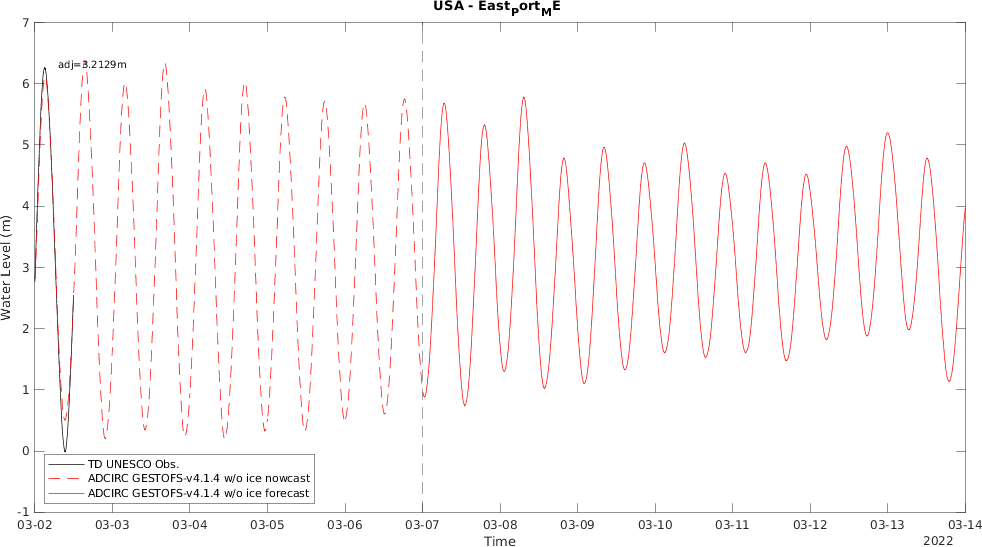 USA - EastPortME
7
adj=3.2129m
6
5
4
3
2
1
0
-1
Water Level (m)
TD UNESCO Obs.
ADCIRC GESTOFS-v4.1.4 w/o ice nowcast
ADCIRC GESTOFS-v4.1.4 w/o ice forecast
03-02 03-03 03-04 03-05 03-06 03-07 03-08 03-09 03-10 03-11 03-12 03-13 03-14
Time
2022